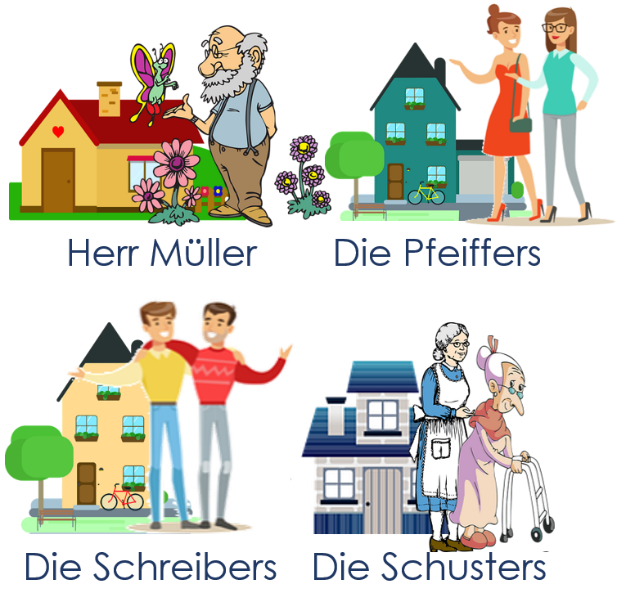 Herr Müller
Die Pfeiffers
Die Schreibers
Die Schusters